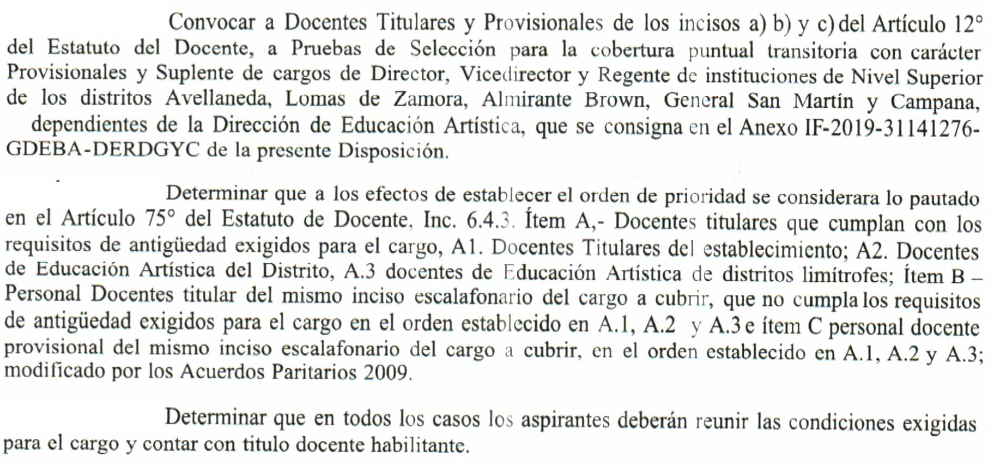 Convocar a Docentes Titulares y Provisionales de los incisos a) b) y c) del Artículo 12°
del Estatuto del Docente, a Pruebas de Selección para la cobertura puntual transitoria con carácter
Provisionales y Suplente de cargos de Director, Vicedirector y Regente de instituciones de Nivel Superior
de los distritos Avellaneda, Lomas de Zamora, Almirante Brown, General San Martín y Campana,
dependientes de la Dirección de Educación Artística, que se consigna en el Anexo IF-2019-31141276-
GDEBA-DERDGYC de la presente Disposición.
Determinar que a los efectos de establecer el orden de prioridad se considerara lo pautado
en el Artículo 75° del Estatuto de Docente, Inc. 6.4.3. Ítem A,- Docentes titulares que cumplan con los
requisitos de antigüedad exigidos para el cargo, A1. Docentes Titulares del establecimiento; A2. Docentes
de Educación Artística del Distrito, A.3 docentes de Educación Artística de distritos limítrofes; Ítem B –
Personal Docentes titular del mismo inciso escalafonario del cargo a cubrir, que no cumpla los requisitos
de antigüedad exigidos para el cargo en el orden establecido en A.1, A.2 y A.3 e ítem C personal docente
provisional del mismo inciso escalafonario del cargo a cubrir, en el orden establecido en A.1, A.2 y A.3;
modificado por los Acuerdos Paritarios 2009.
Determinar que en todos los casos los aspirantes deberán reunir las condiciones exigidas
para el cargo y contar con titulo docente habilitante.